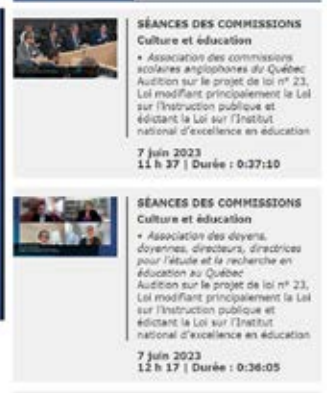 SÉANCES DES COMMISSIONS
Culture et éducation
• Association des commissions
scolaires anglophones du Québec
Audition sur le projet de loi n° 23,
Loi modifiant principalement la Loi
sur l'instruction publique et
édictant la Loi sur l'Institut
national d'excellence en éducation
7 juin 2023
11 h 37 | Durée : 0:37:10
SÉANCES DES COMMISSIONS
Culture et éducation
• Association des doyens,
doyennes, directeurs, directrices
pour l'étude et la recherche en
éducation au Québec
Audition sur le projet de loi n° 23,
Loi modifiant principalement la Loi
sur l'instruction publique et
édictant la Loi sur l'Institut
national d'excellence en éducation
7 juin 2023
12 h 17 | Durée : 0:36:05